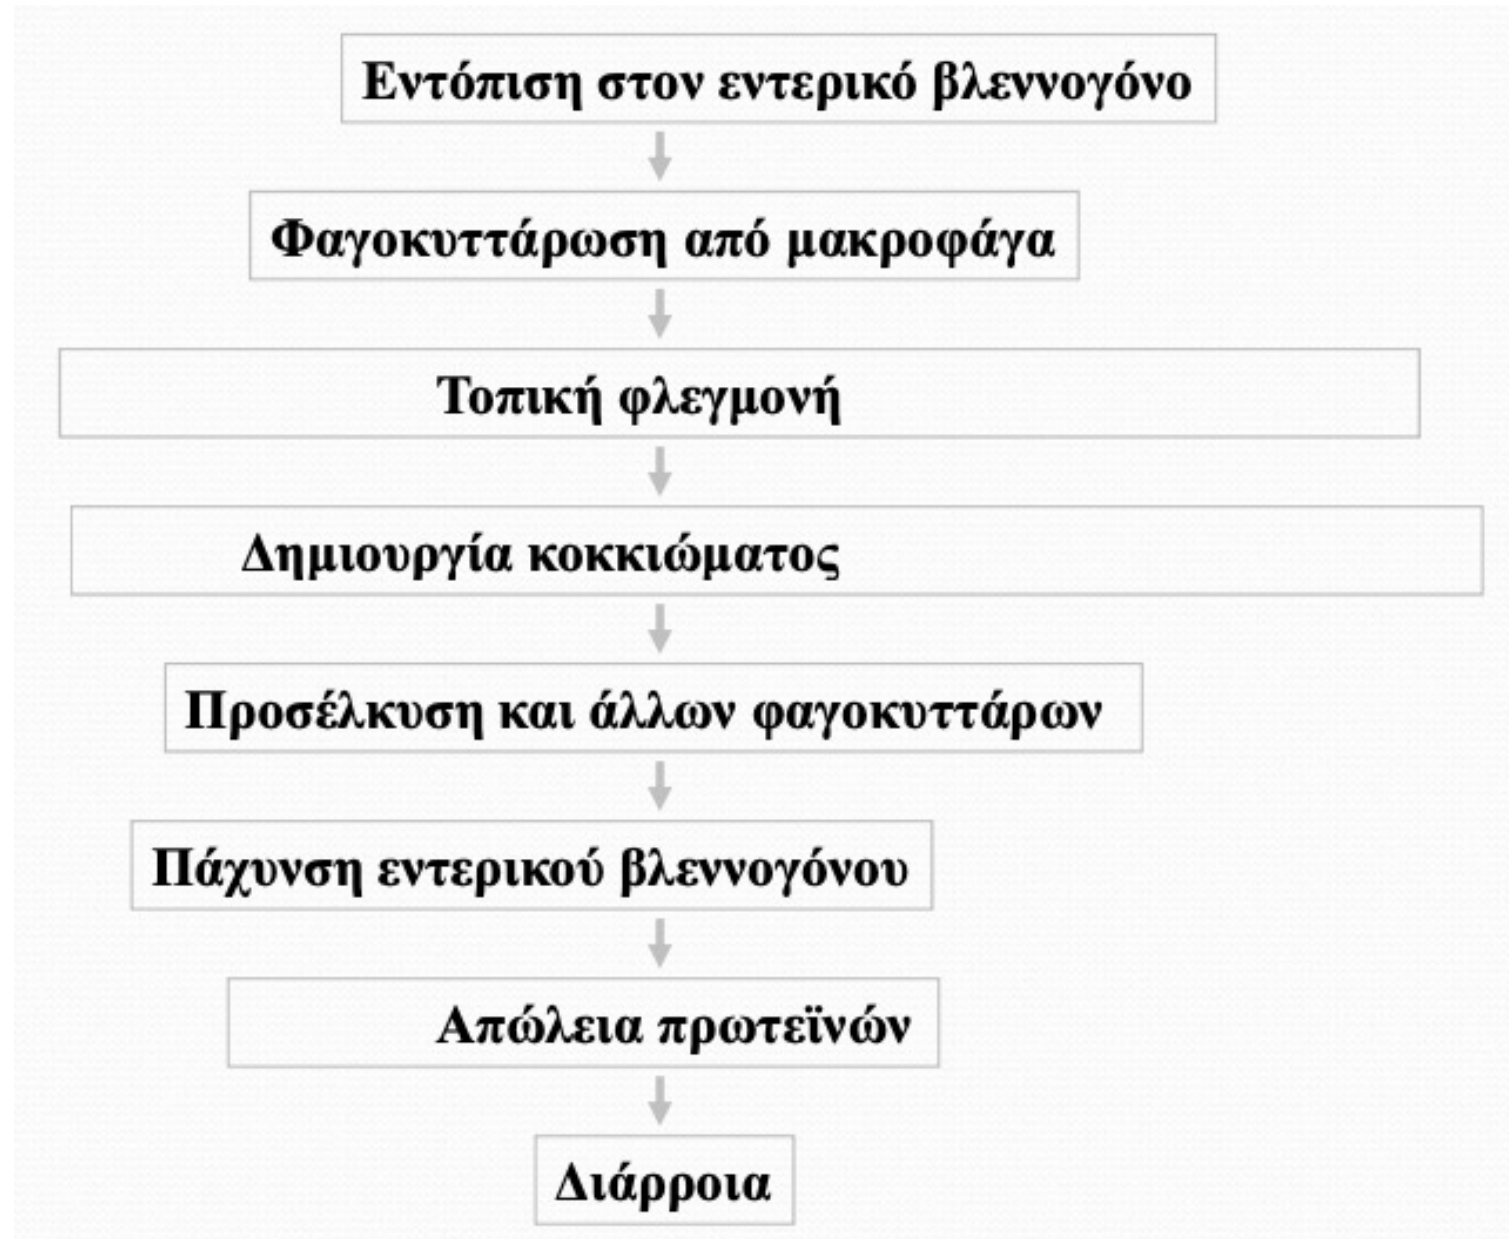 Εντόπιση στον εντερικό βλεννογόνο
Φαγοκυττάρωση από μακροφάγα
Τοπική φλεγμονή
Δημιουργία κοκκιώματος
Προσέλκυση και άλλων φαγοκυττάρων
Πάχυνση εντερικού βλεννογόνου
Απώλεια πρωτεϊνών
Διάρροια